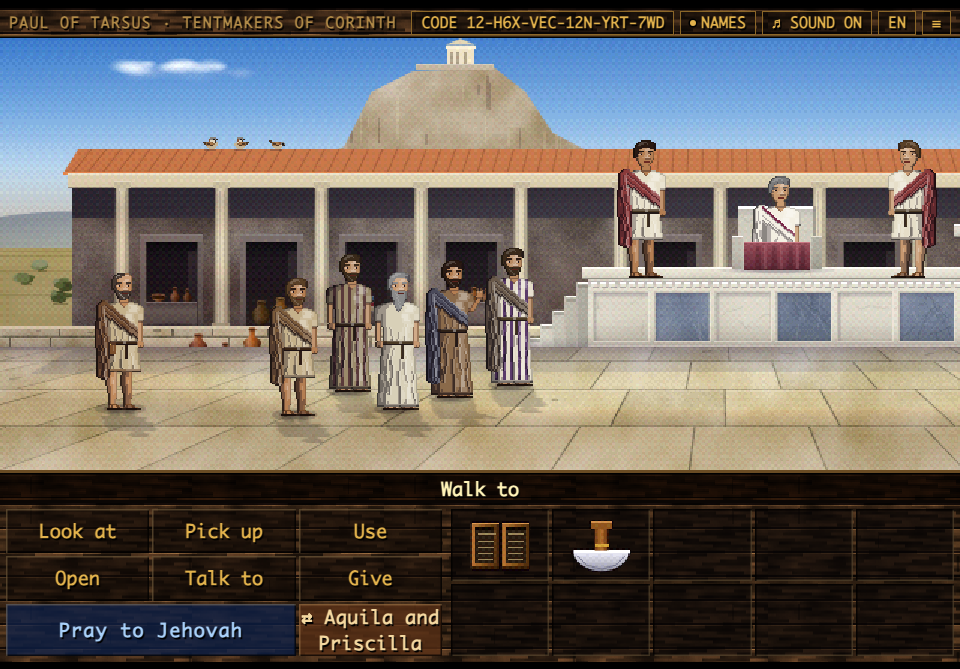 PAUL OF TARSUS · TENTMAKERS OF CORINTH
CODE 12-H6X-VEC-12N-YRT-7WD
• NAMES
♬ SOUND ON
EN
≡
Walk to
Look at
Pick up
Use
Open
Talk to
Give
Pray to Jehovah
⇄ Aquila and
Priscilla